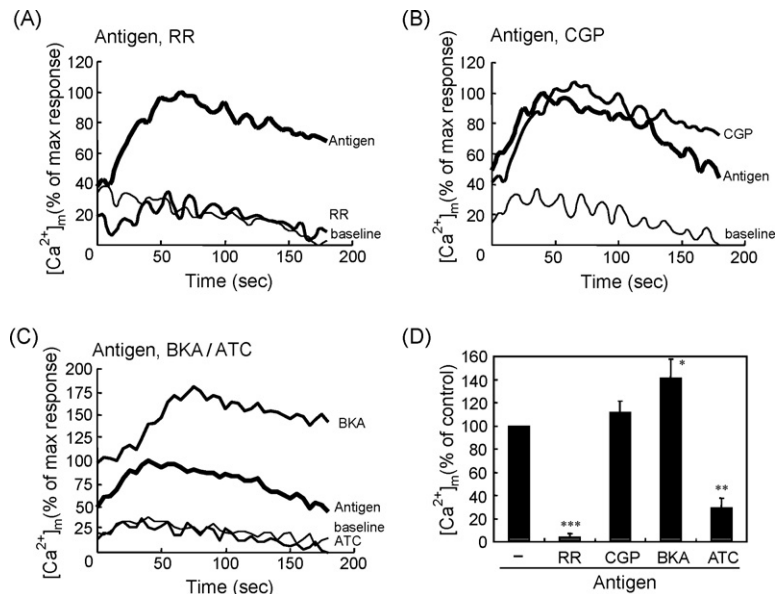 (A)
Antigen, RR
[Ca2+]m(% of max response)
120
100
80
60
40
20
0
50
100
150
200
Time (sec)
Antigen
RR
baseline
(B)
Antigen, CGP
[Ca2+]m(% of max response)
120
100
80
60
40
20
0
50
100
150
200
Time (sec)
CGP
Antigen
baseline
(C)
Antigen, BKA/ATC
[Ca2+]m(% of max response)
200
175
150
125
100
75
50
25
0
50
100
150
200
Time (sec)
BKA
Antigen
baseline
ATC
(D)
[Ca2+]m(% of control)
160
140
120
100
80
60
40
20
0
***
*
**
– RR CGP BKA ATC
Antigen